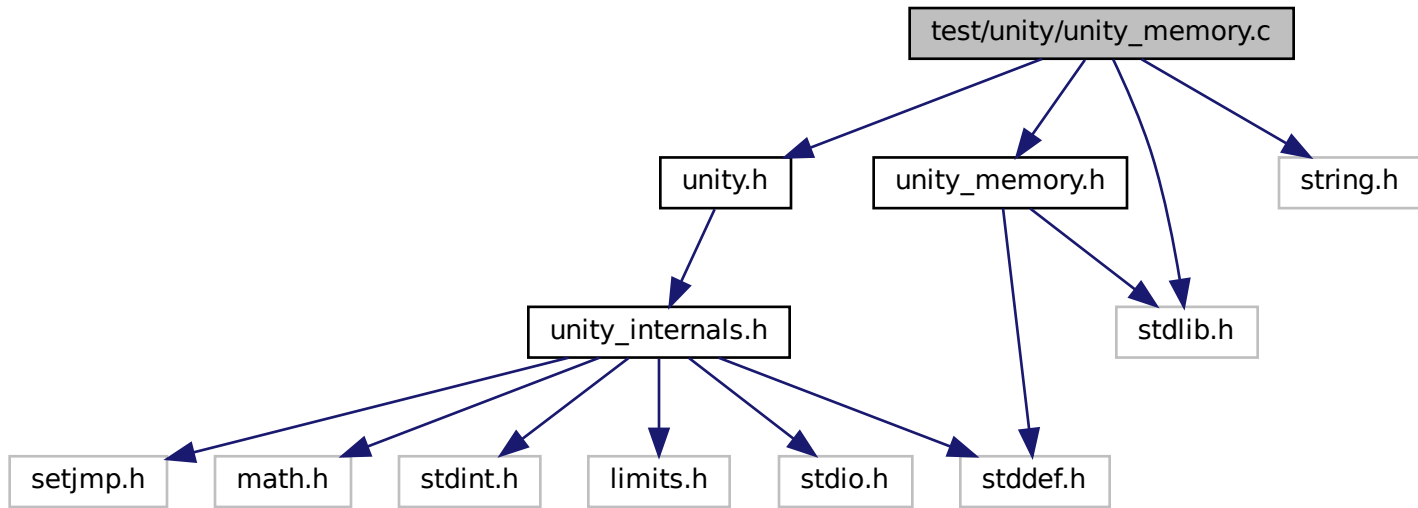 test/unity/unity_memory.c
unity.h
unity_memory.h
string.h
unity_internals.h
stdlib.h
setjmp.h
math.h
stdint.h
limits.h
stdio.h
stddef.h